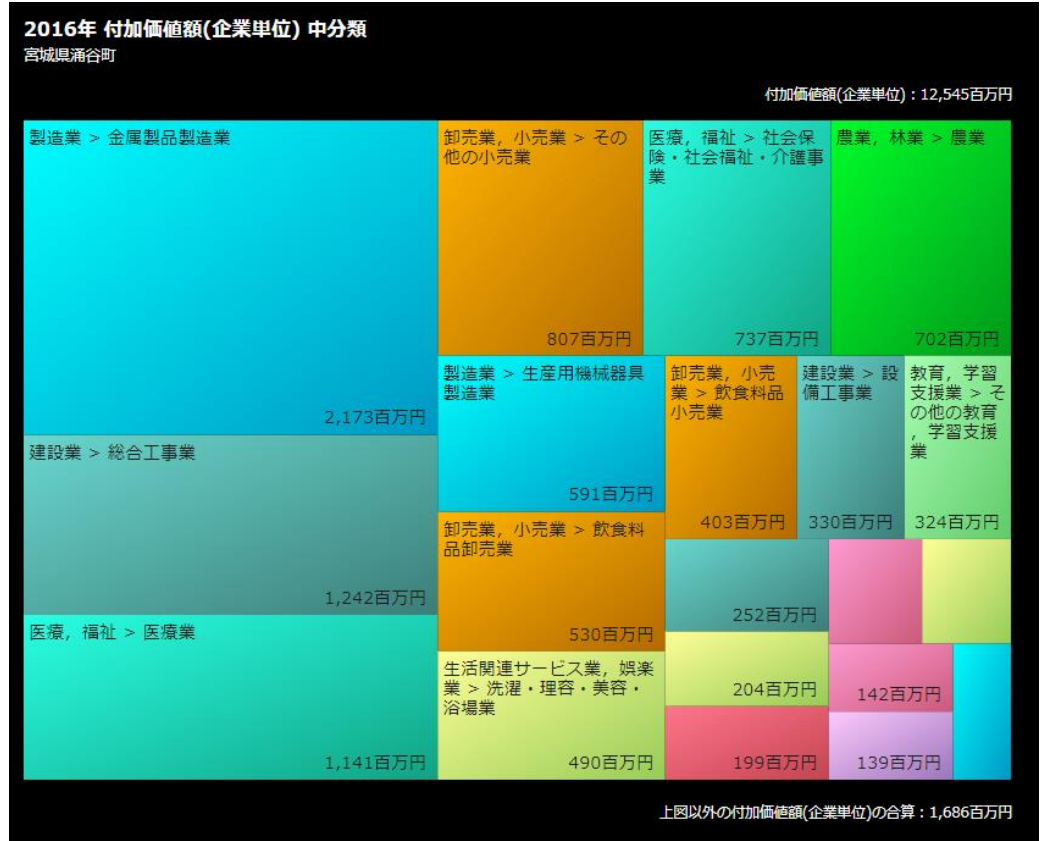 2016年 付加価値額(企業単位) 中分類
宮城県涌谷町
付加価値額(企業単位)：12,545百万円
製造業 > 金属製品製造業
2,173百万円
建設業 > 総合工事業
1,242百万円
医療，福祉 > 医療業
1,141百万円
卸売業，小売業 > その
他の小売業
807百万円
医療，福祉 > 社会保
険・社会福祉・介護事
業
737百万円
農業，林業 > 農業
702百万円
製造業 > 生産用機械器具
製造業
591百万円
卸売業，小売業 > 飲食料
品卸売業
530百万円
生活関連サービス業，娯楽
業 > 洗濯・理容・美容・
浴場業
490百万円
卸売業，小売
業 > 飲食料品
小売業
403百万円
建設業 > 設
備工事業
330百万円
教育，学習
支援業 > そ
の他の教育
，学習支援
業
324百万円
252百万円
204百万円
199百万円
142百万円
139百万円
上図以外の付加価値額(企業単位)の合算：1,686百万円